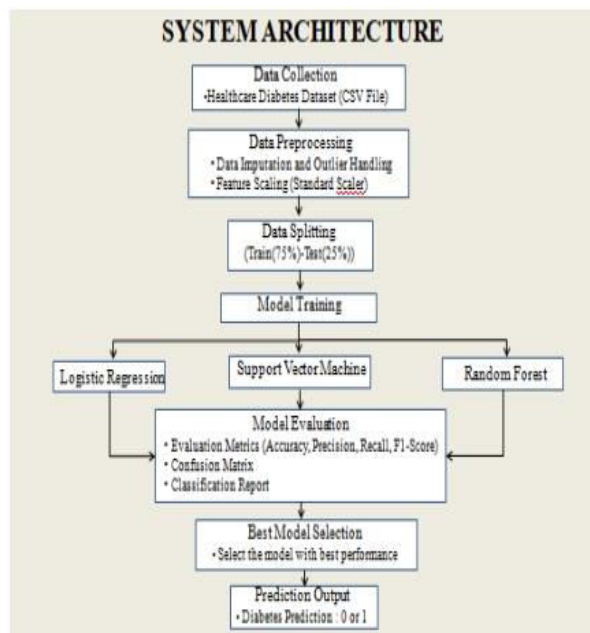 SYSTEM ARCHITECTURE
Data Collection
•Healthcare Diabetes Dataset (CSV File)
Data Preprocessing
• Data Imputation and Outlier Handling
• Feature Scaling (Standard Scaler)
Data Splitting
(Train(75%)-Test(25%))
Model Training
Logistic Regression
Support Vector Machine
Random Forest
Model Evaluation
• Evaluation Metrics (Accuracy, Precision, Recall, F1-Score)
• Confusion Matrix
• Classification Report
Best Model Selection
• Select the model with best performance
Prediction Output
• Diabetes Prediction : 0 or 1